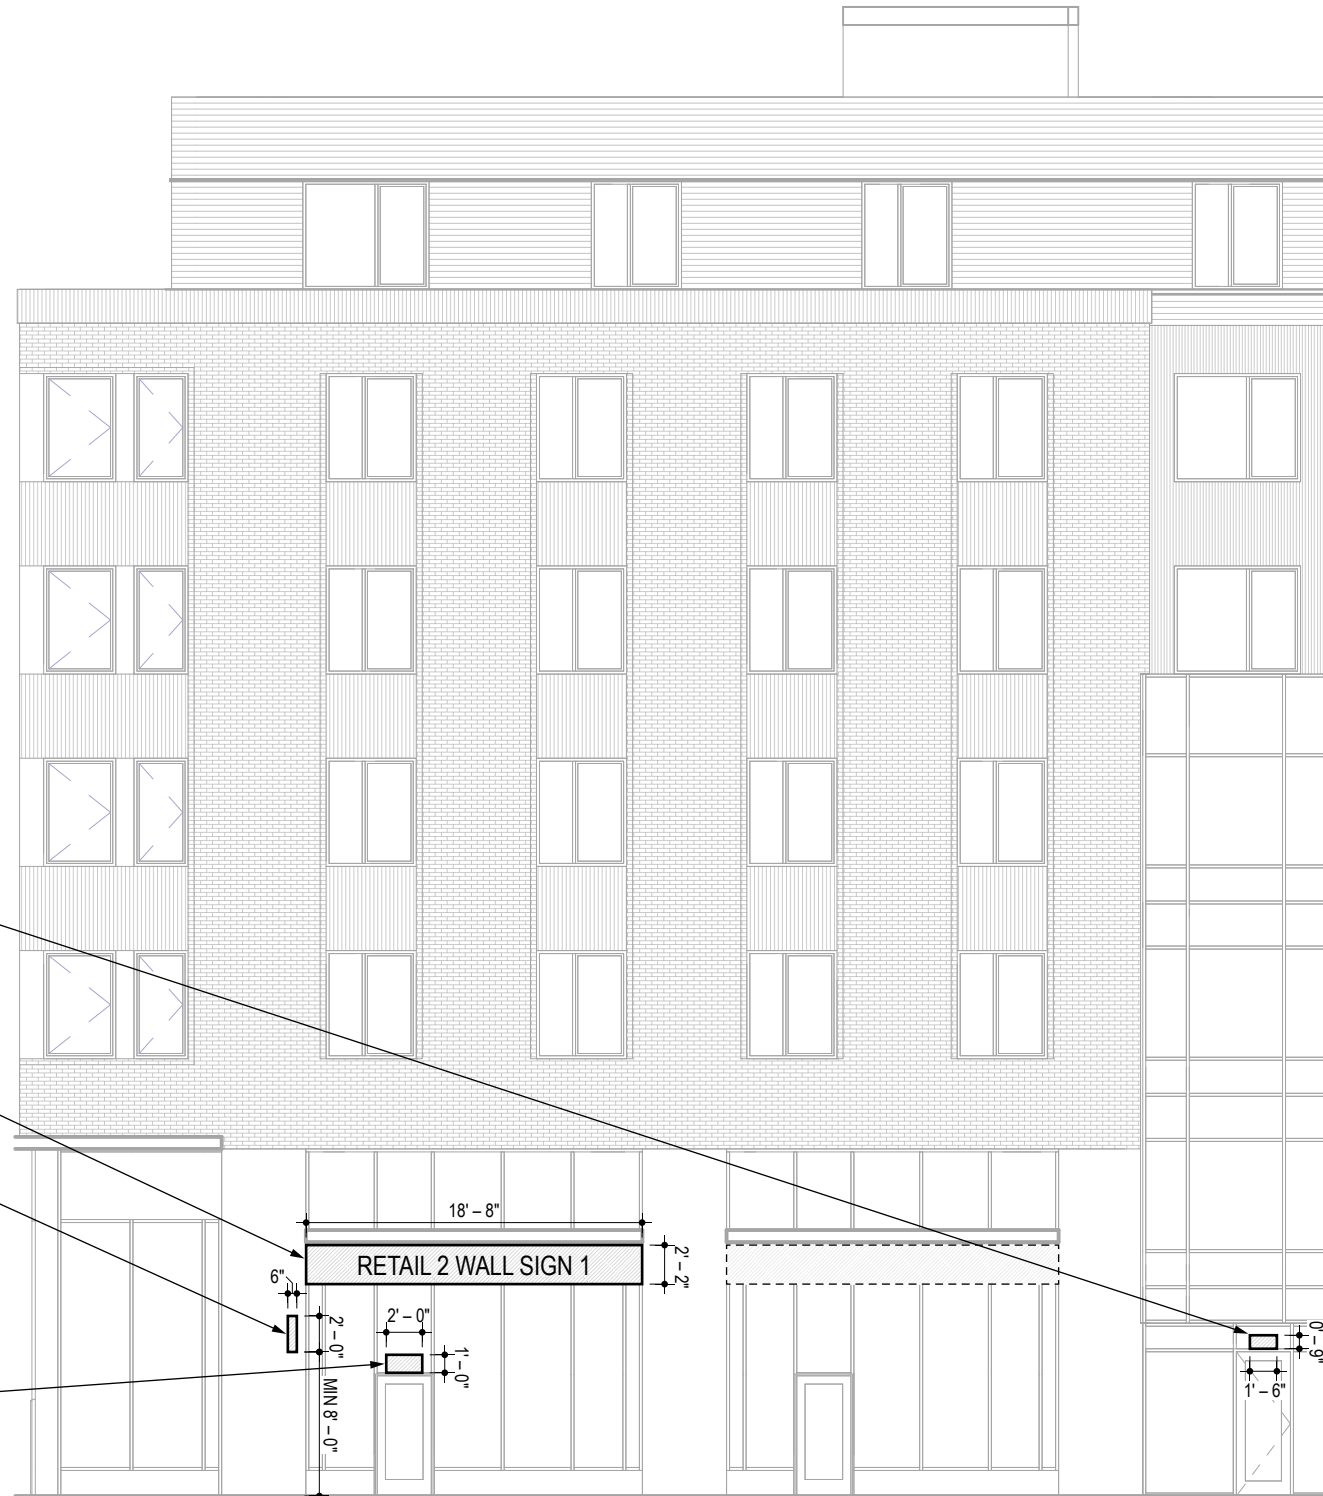 18' – 8"
RETAIL 2 WALL SIGN 1
2' – 2"
6"
2' – 0"
2' – 0"
1' – 0"
MIN 8' – 0"
0' – 9"
1' – 6"